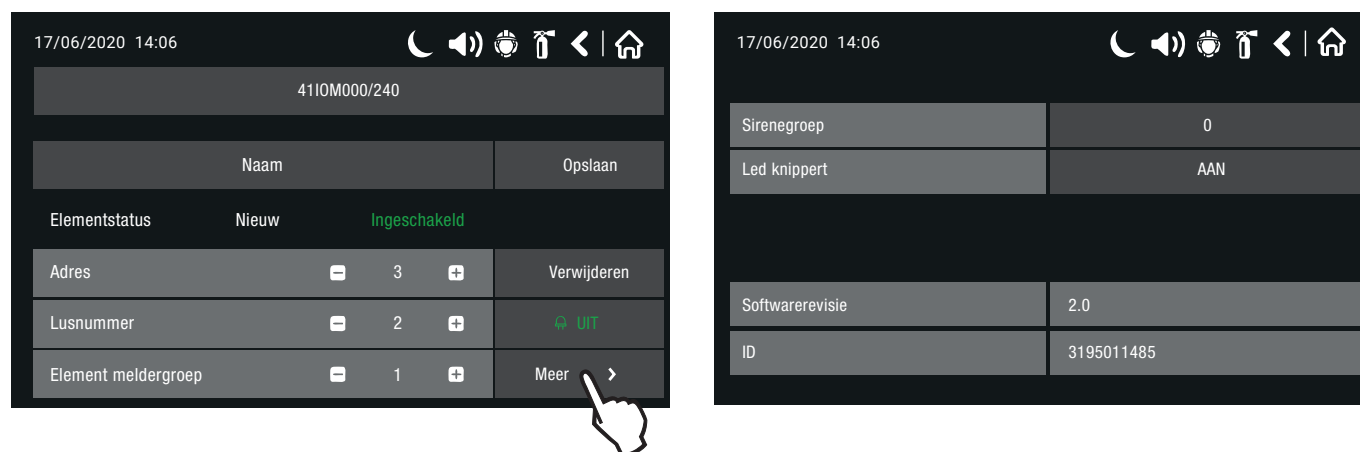 17/06/2020 14:06
41IOM000/240
Naam Opslaan
Elementstatus Nieuw Ingeschakeld
Adres 3 Verwijderen
Lusnummer 2 UIT
Element meldergroep 1 Meer
17/06/2020 14:06
Sirenegroep 0
Led knippert AAN
Softwarerevisie 2.0
ID 3195011485